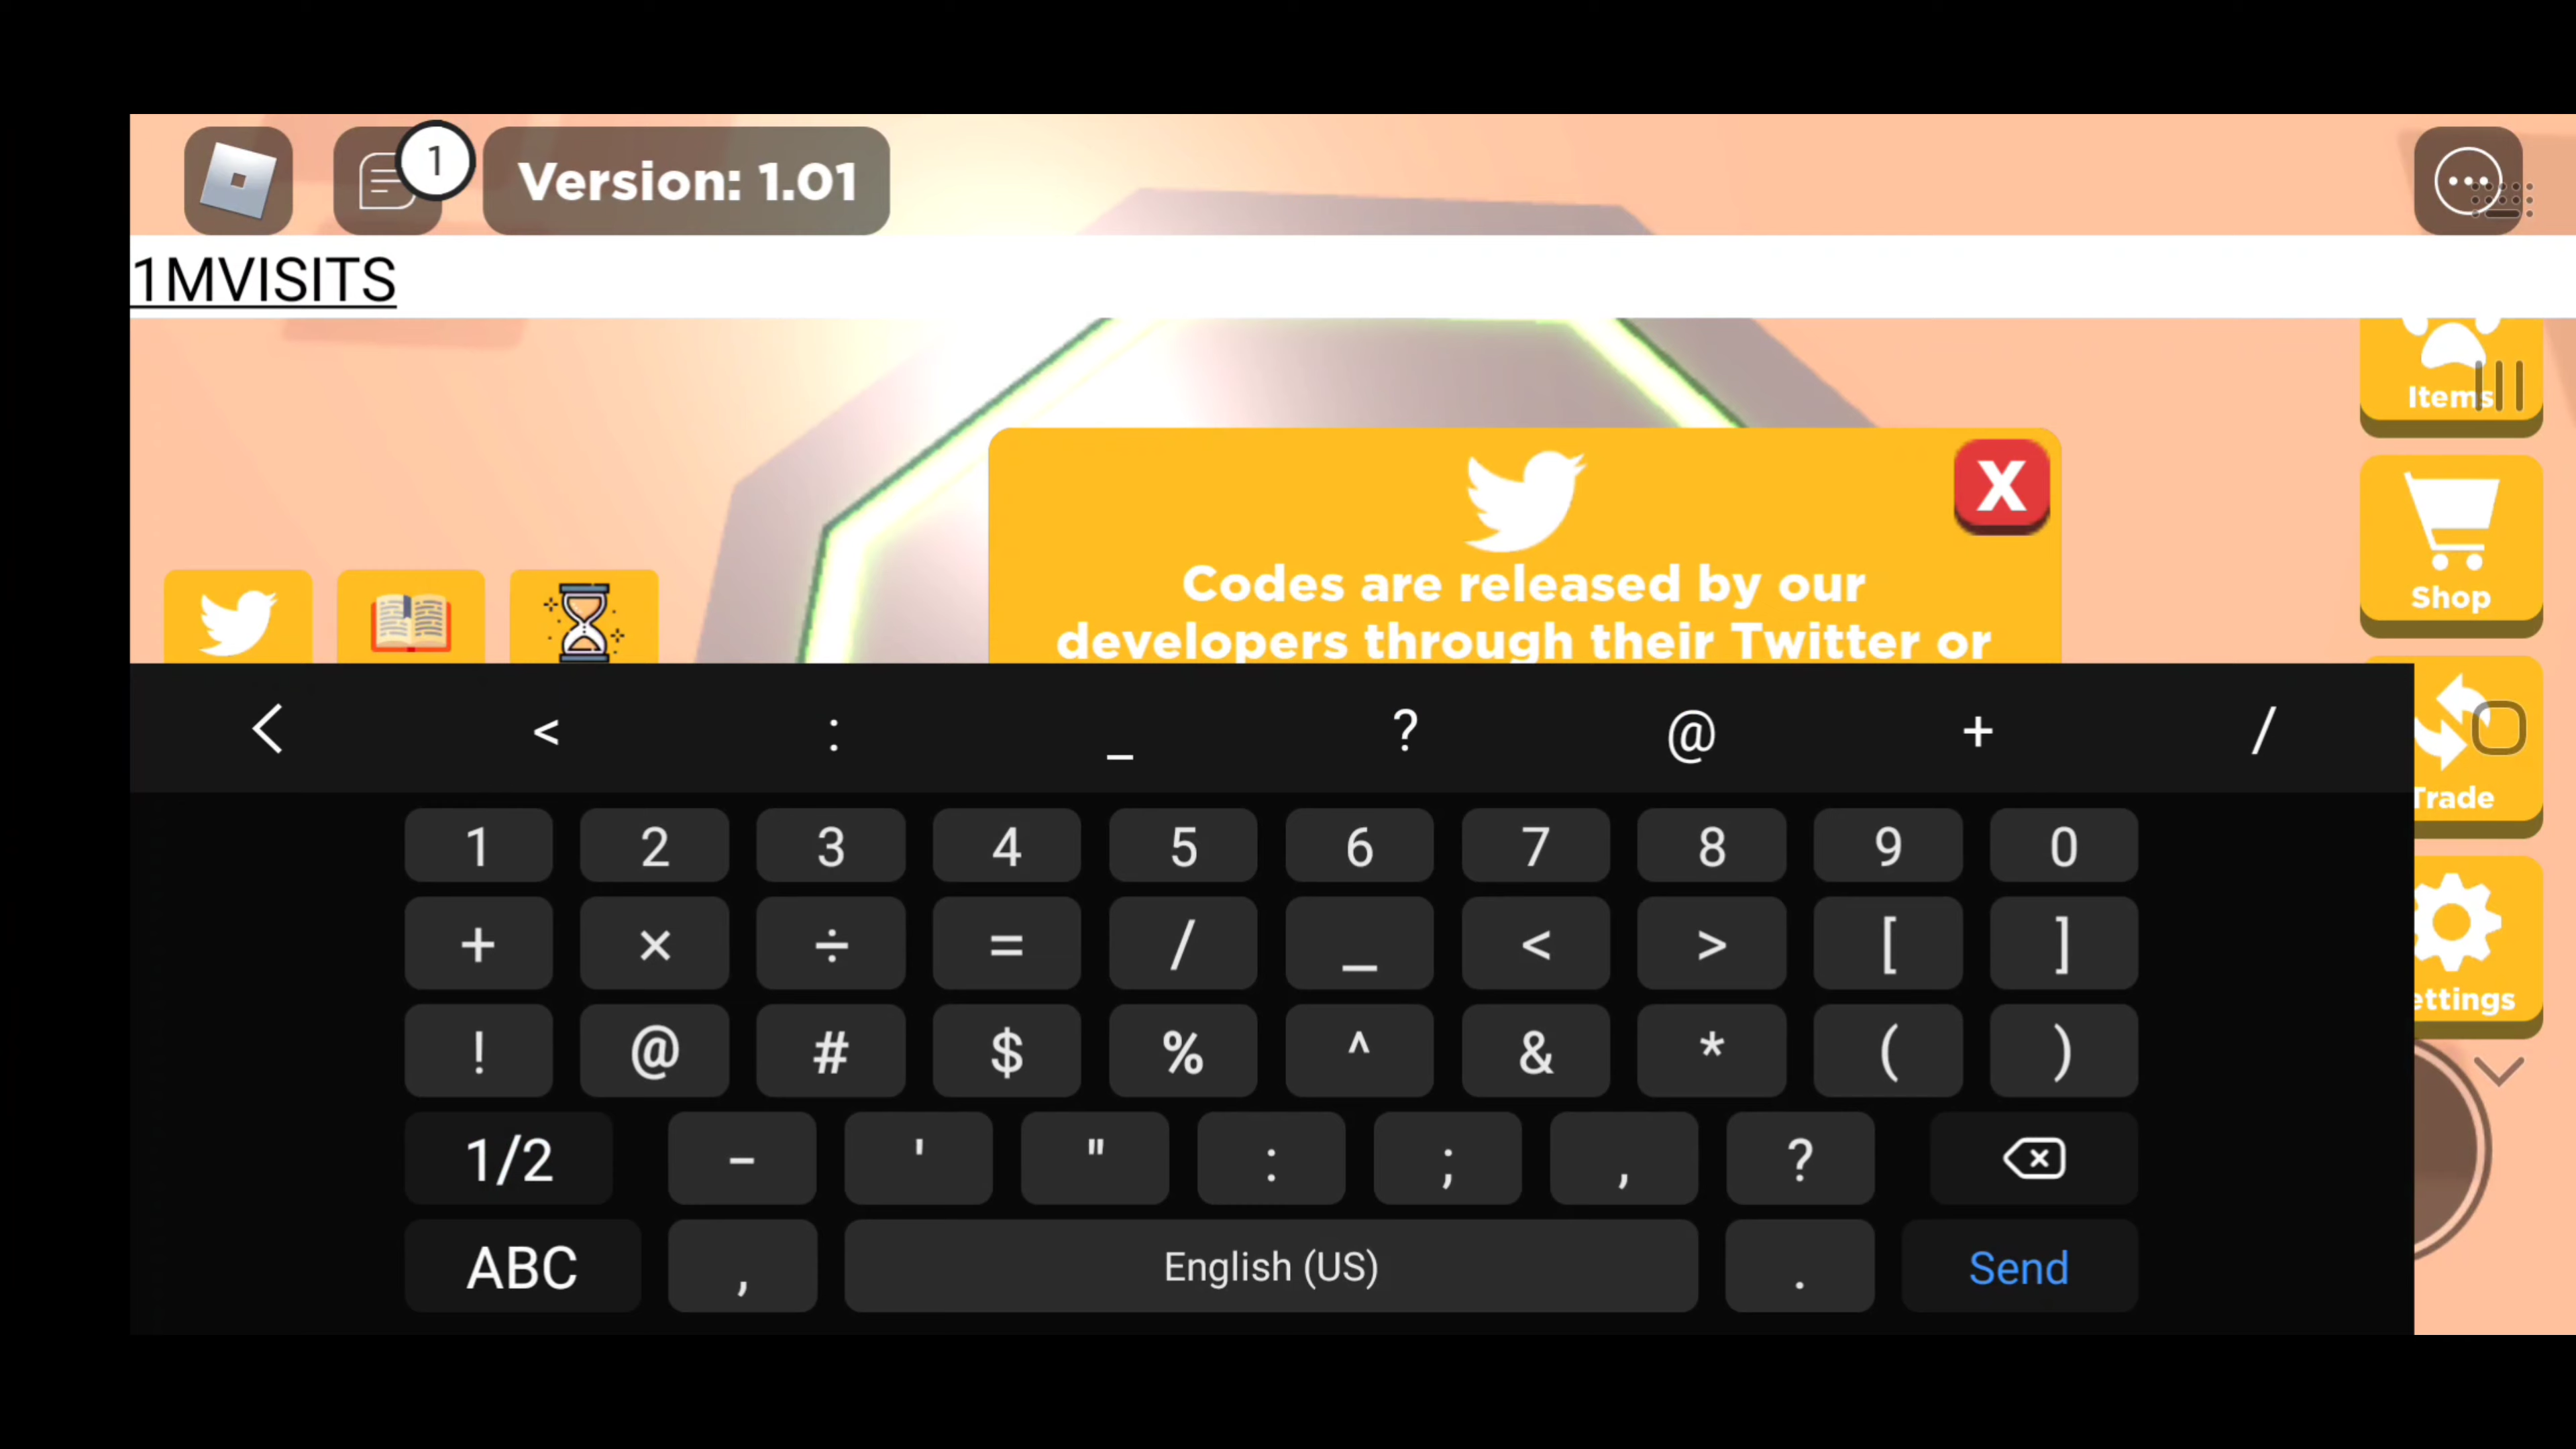 1
Version: 1.01
1MVISITS
Items
X
Codes are released by our
developers through their Twitter or
Shop
Trade
ettings
< : _ ? @ + /
1 2 3 4 5 6 7 8 9 0
+ × ÷ = / _ < > [ ]
! @ # $ % ^ & * ( )
1/2 - ' " : ; , ?
ABC , English (US) . Send